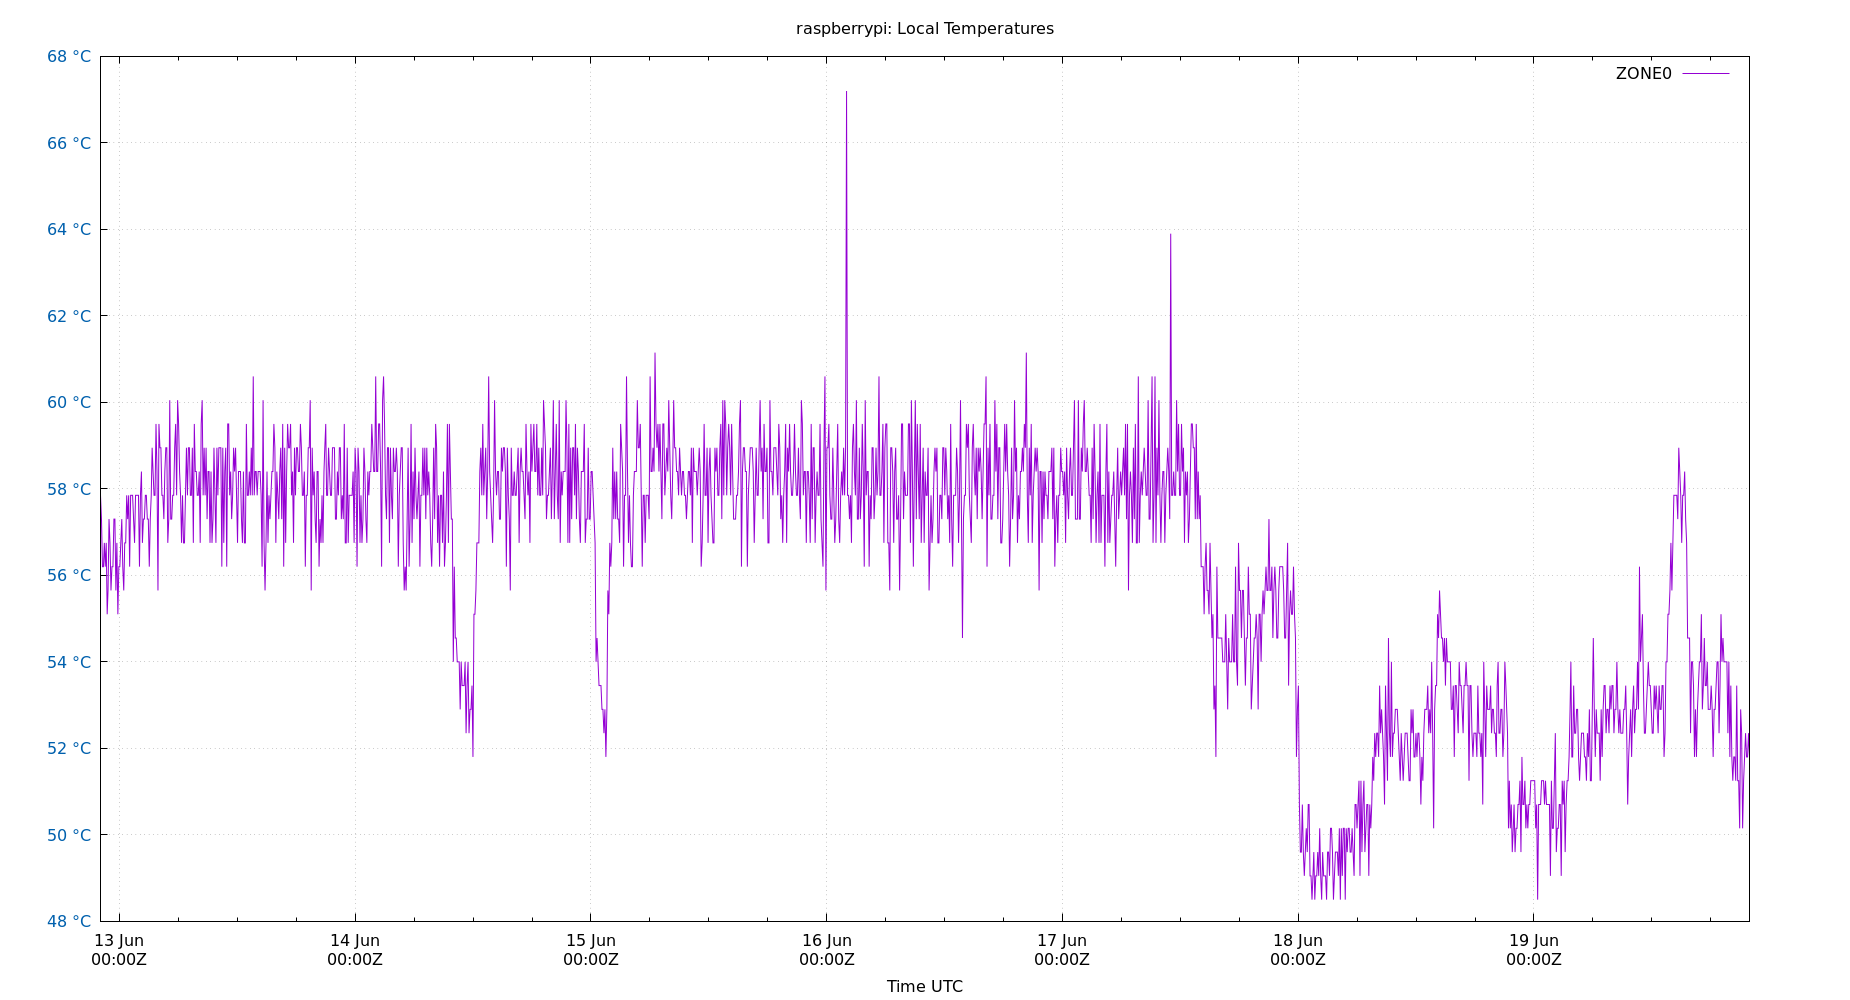 raspberrypi: Local Temperatures
ZONE0
68 °C
66 °C
64 °C
62 °C
60 °C
58 °C
56 °C
54 °C
52 °C
50 °C
48 °C
13 Jun 14 Jun 15 Jun 16 Jun 17 Jun 18 Jun 19 Jun
00:00Z 00:00Z 00:00Z 00:00Z 00:00Z 00:00Z 00:00Z
Time UTC